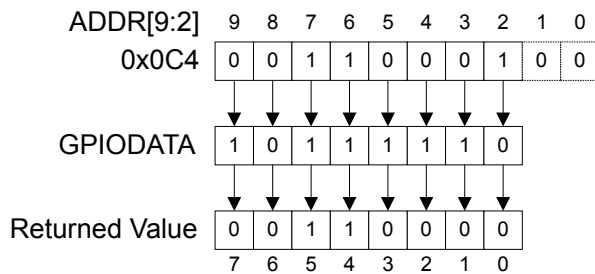 ADDR[9:2] 9 8 7 6 5 4 3 2 1 0
0x0C4 0 0 1 1 0 0 0 1 0 0
GPIODATA 1 0 1 1 1 1 1 0
Returned Value 0 0 1 1 0 0 0 0
7 6 5 4 3 2 1 0